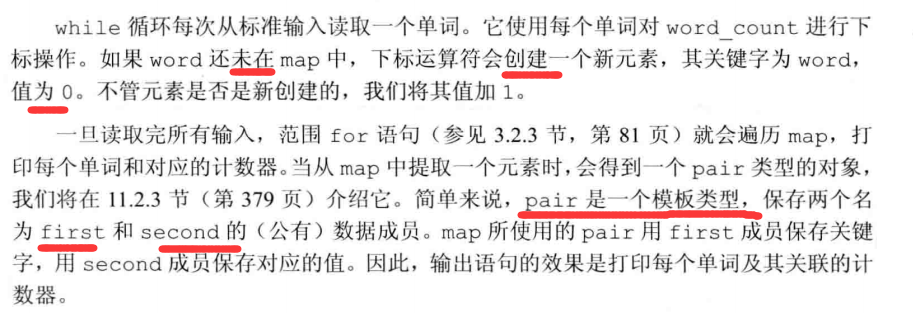 while 循环每次从标准输入读取一个单词。它使用每个单词对 word_count 进行下
标操作。如果 word 还未在 map 中，下标运算符会创建一个新元素，其关键字为 word，
值为 0。不管元素是否是新创建的，我们将其值加 1。
一旦读取完所有输入，范围 for 语句（参见 3.2.3 节，第 81 页）就会遍历 map，打
印每个单词和对应的计数器。当从 map 中提取一个元素时，会得到一个 pair 类型的对象，
我们将在 11.2.3 节（第 379 页）介绍它。简单来说，pair 是一个模板类型，保存两个名
为 first 和 second 的（公有）数据成员。map 所使用的 pair 用 first 成员保存关键
字，用 second 成员保存对应的值。因此，输出语句的效果是打印每个单词及其关联的计
数器。